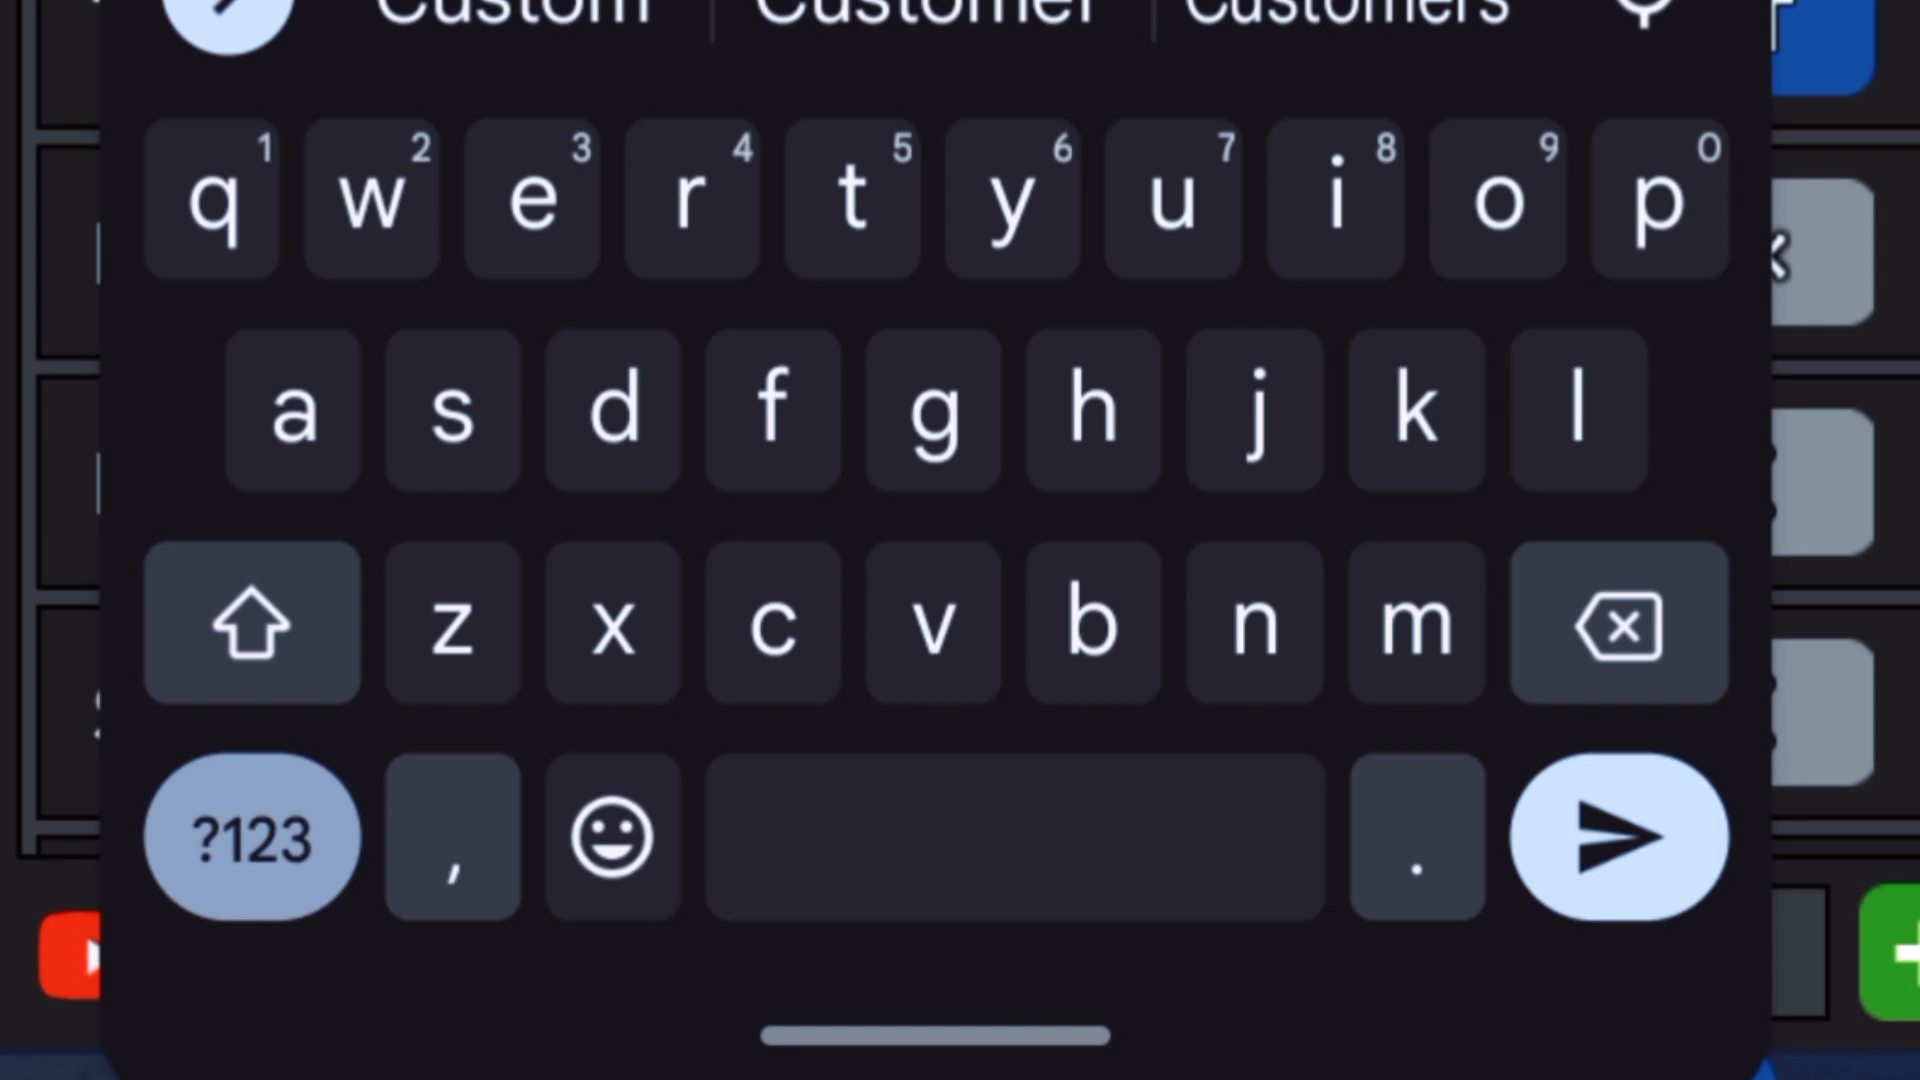 Custom Customer Customers
1 2 3 4 5 6 7 8 9 0
q w e r t y u i o p
a s d f g h j k l
z x c v b n m
?123 , .